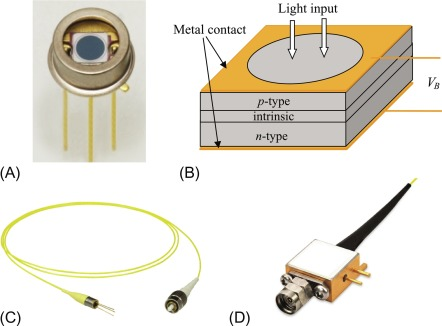 Light input
Metal contact
p-type
intrinsic
n-type
V_B
(A)
(B)
(C)
(D)